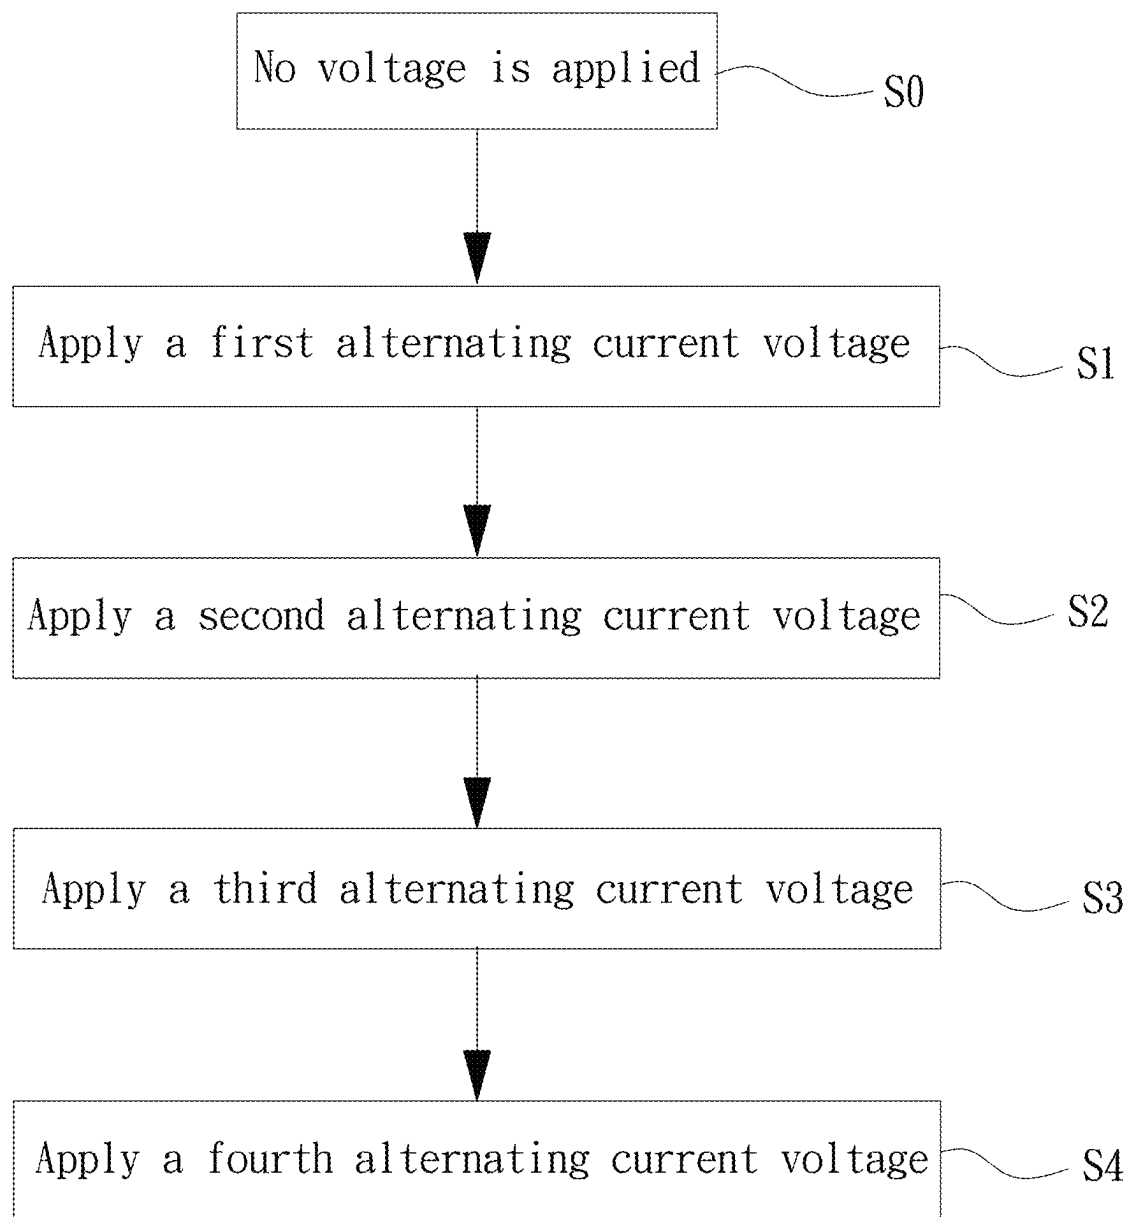 No voltage is applied
S0
Apply a first alternating current voltage
S1
Apply a second alternating current voltage
S2
Apply a third alternating current voltage
S3
Apply a fourth alternating current voltage
S4